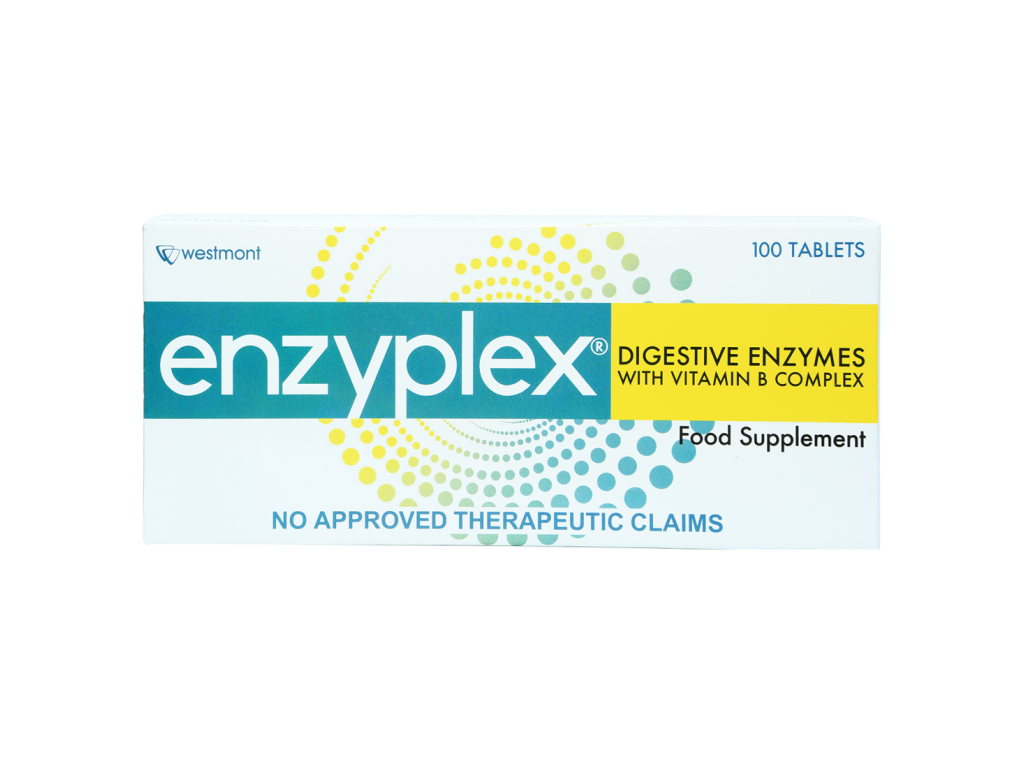 westmont
100 TABLETS
enzyplex®
DIGESTIVE ENZYMES
WITH VITAMIN B COMPLEX
Food Supplement
NO APPROVED THERAPEUTIC CLAIMS